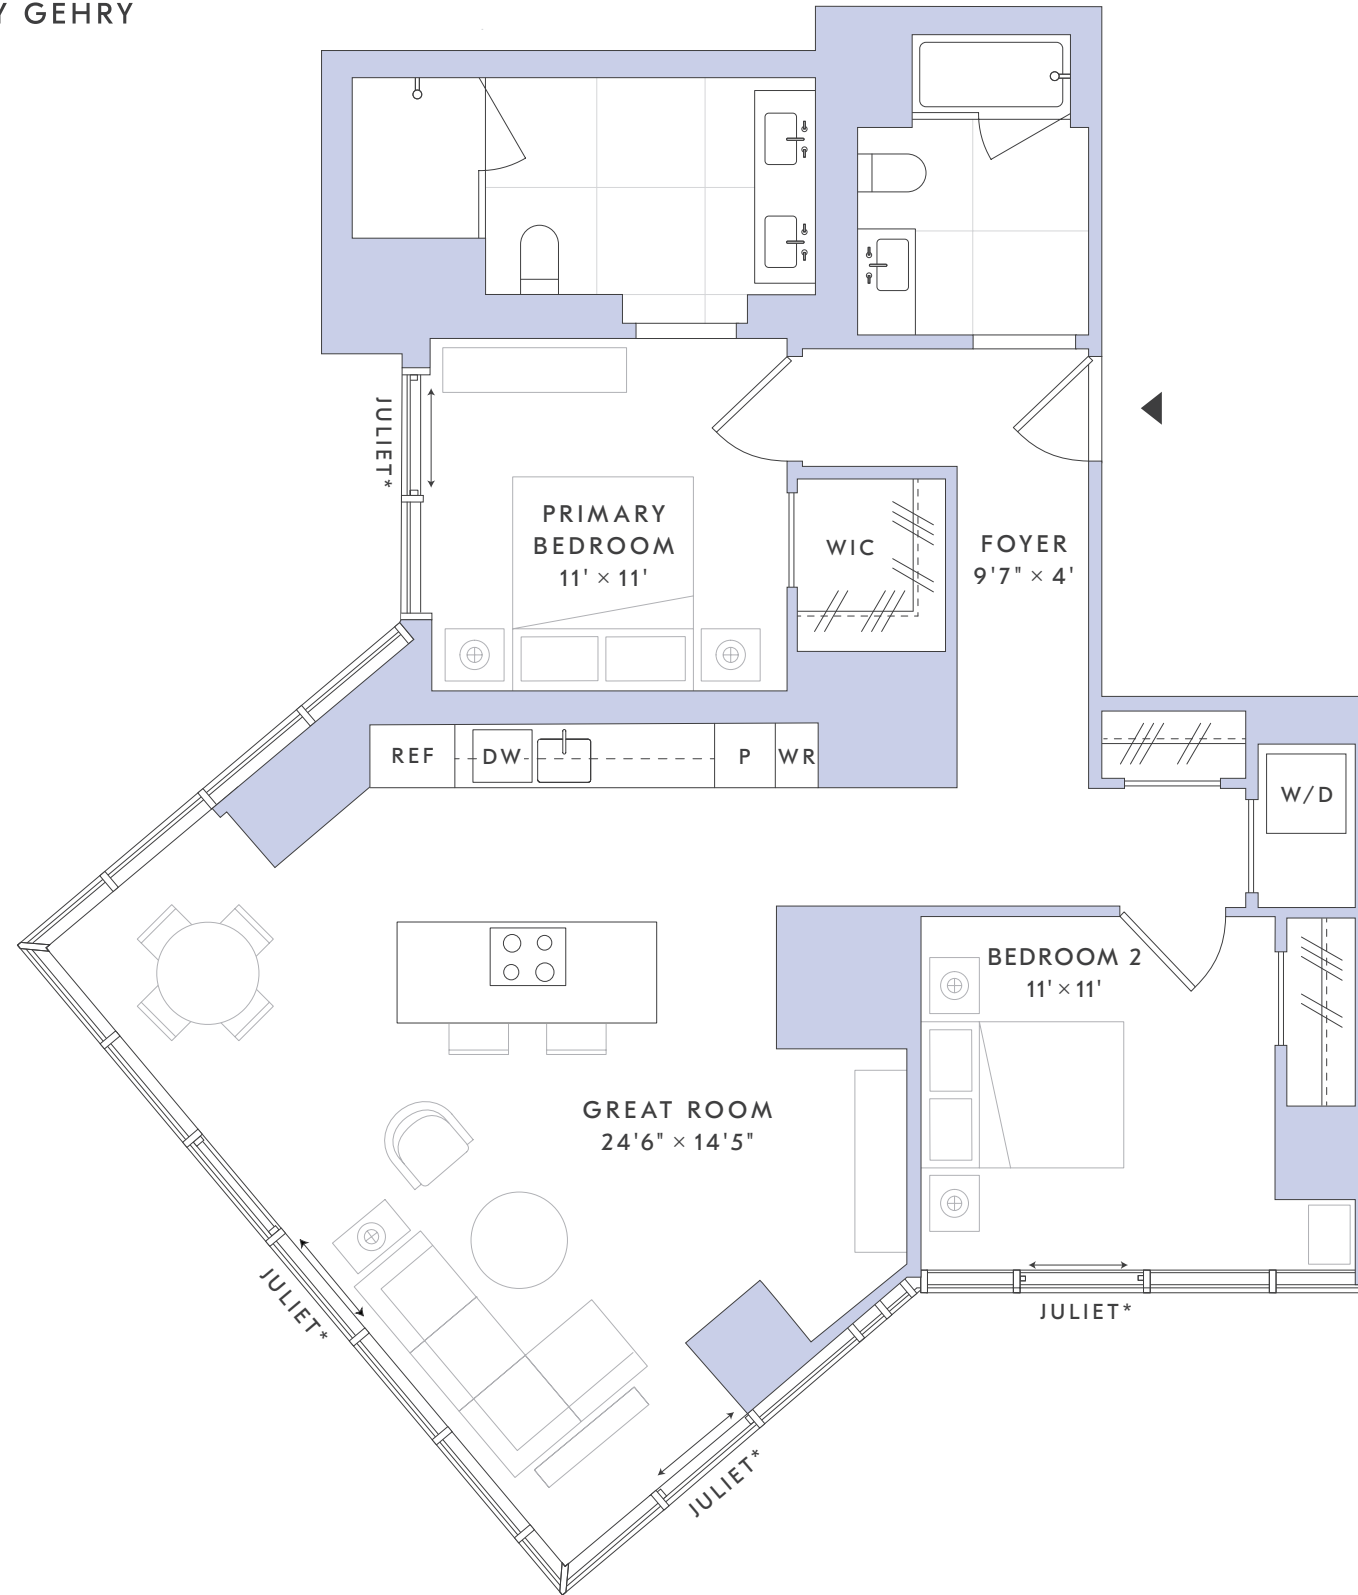 Y GEHRY
JULIET*
PRIMARY
BEDROOM
11' × 11'
WIC
FOYER
9'7" × 4'
REF
DW
P
WR
W/D
BEDROOM 2
11' × 11'
GREAT ROOM
24'6" × 14'5"
JULIET*
JULIET*
JULIET*